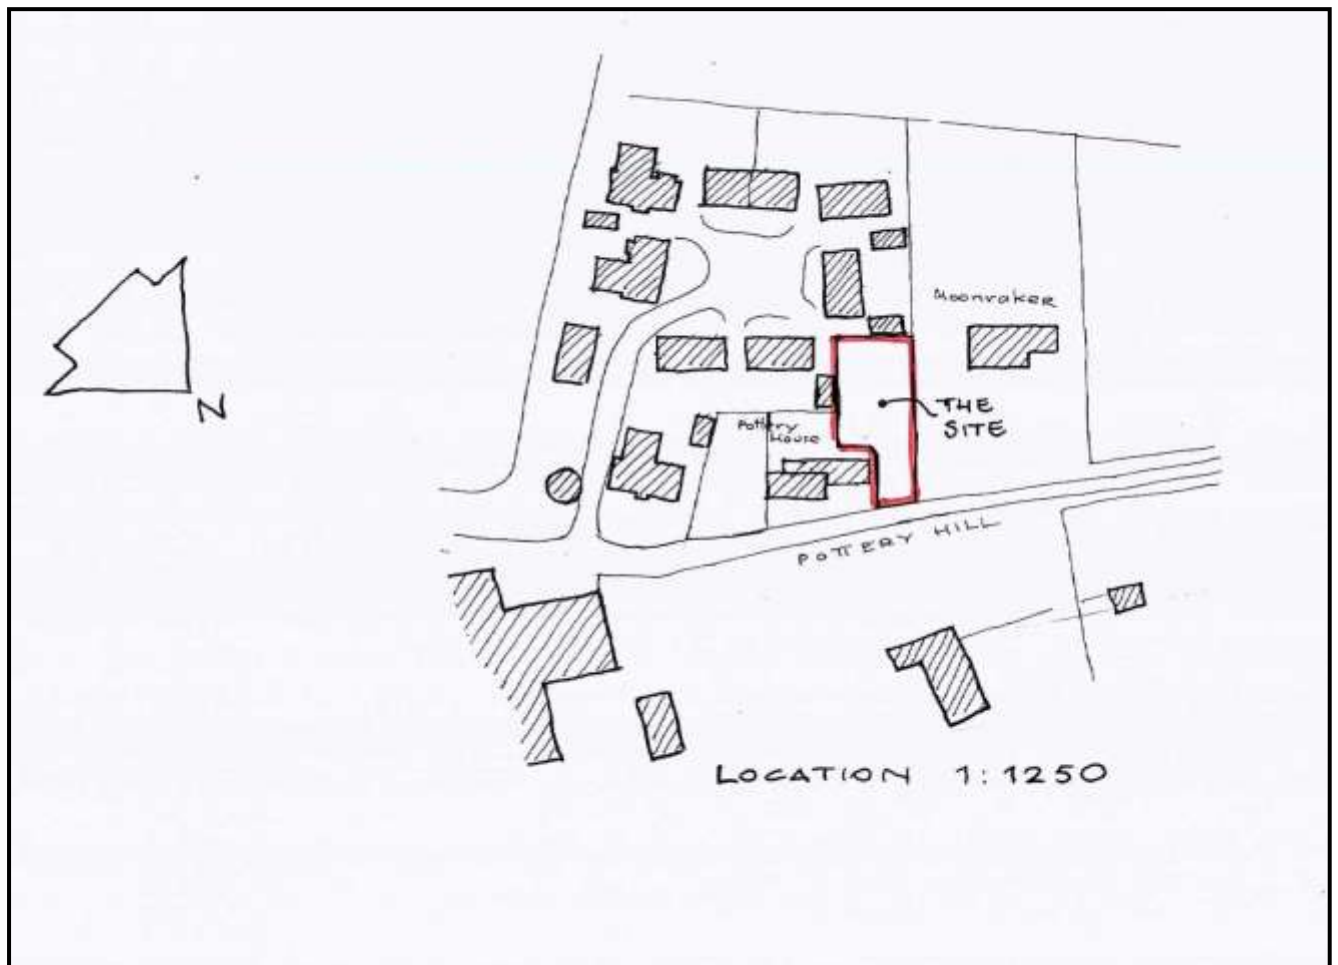 Moonraker
THE
SITE
Pottery
House
N
POTTERY HILL
LOCATION 1:1250